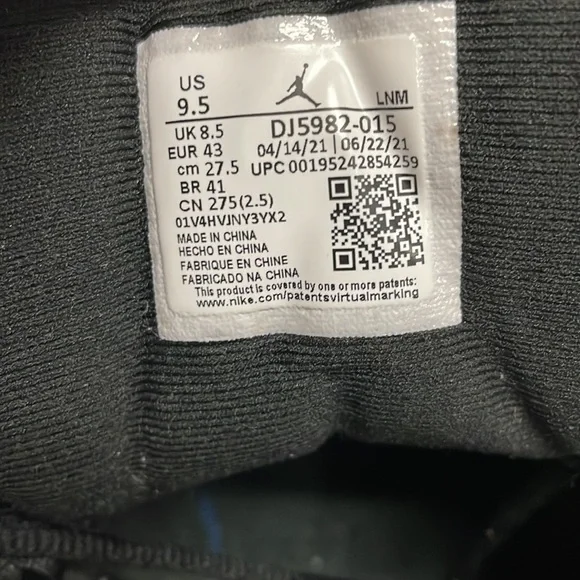 US
9.5
LNM
UK 8.5 DJ5982-015
EUR 43 04/14/21 | 06/22/21
cm 27.5 UPC 00195242854259
BR 41
CN 275(2.5)
01V4HVJNY3YX2
MADE IN CHINA
HECHO EN CHINA
FABRIQUE EN CHINE
FABRICADO NA CHINA
This product is covered by one or more patents:
www.nike.com/patentsvirtualmarking